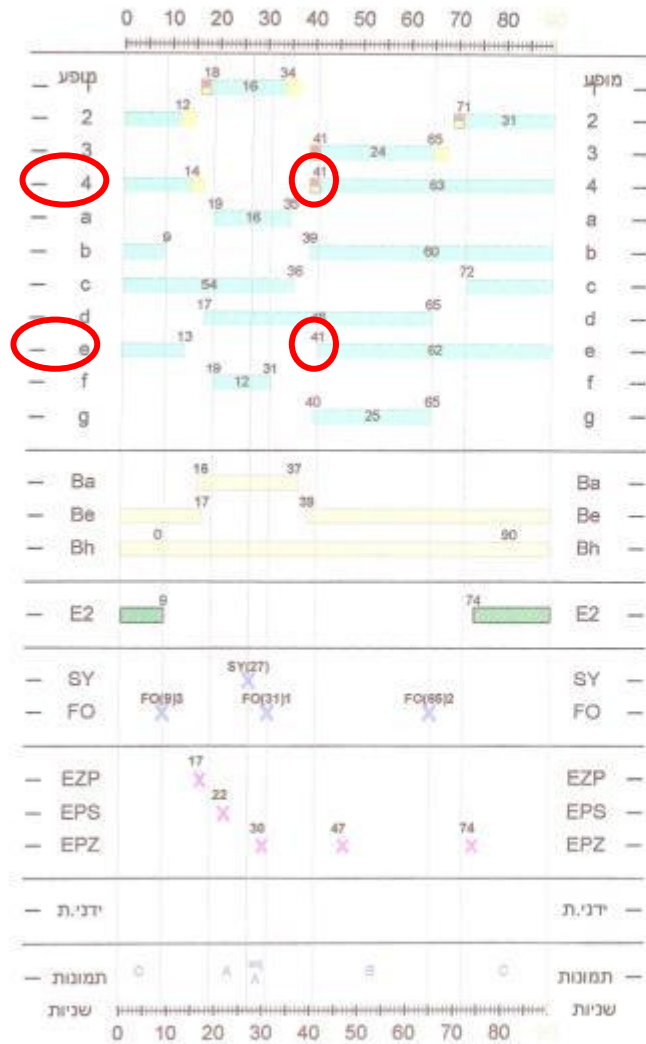 0 10 20 30 40 50 60 70 80
מופע 1 18 16 34 1 מופע
2 12 71 31 2
3 41 24 65 3
4 14 41 63 4
a 19 16 35 a
b 9 39 60 b
c 54 36 72 c
d 17 65 d
e 13 41 62 e
f 19 12 31 f
g 40 25 65 g
Ba 16 37 Ba
Be 17 39 Be
Bh 0 90 Bh
E2 9 74 E2
SY SY(27) SY
FO FO(9)3 FO(31)1 FO(65)2 FO
EZP 17 EZP
EPS 22 EPS
EPZ 30 47 74 EPZ
ידני.ת ידני.ת
תמונות C A A B C תמונות
שניות שניות
0 10 20 30 40 50 60 70 80